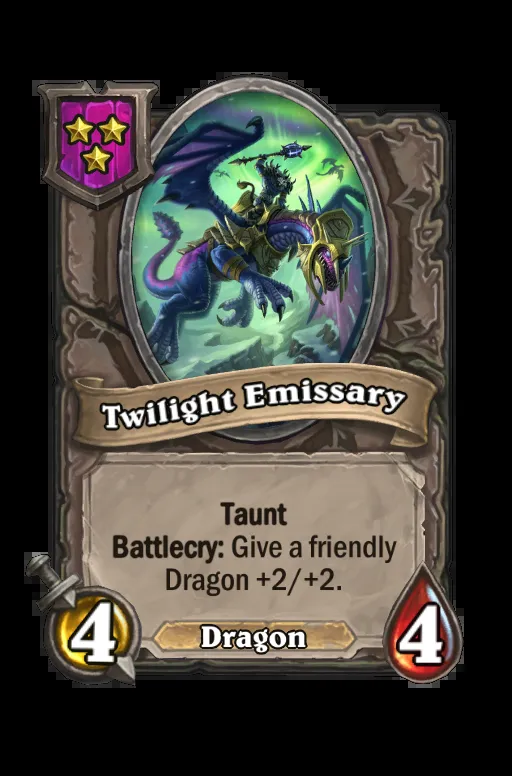 Twilight Emissary
Taunt
Battlecry: Give a friendly
Dragon +2/+2.
4
Dragon
4